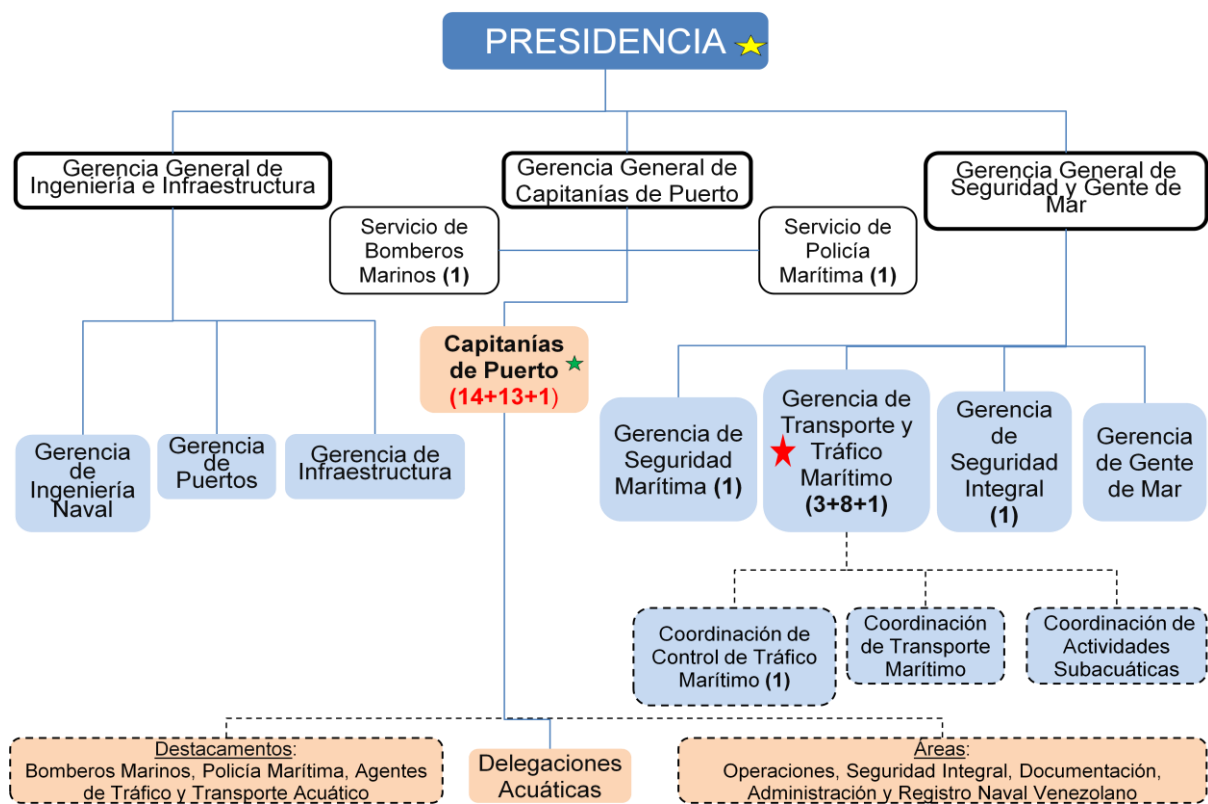 PRESIDENCIA
Gerencia General de
Ingeniería e Infraestructura
Gerencia General de
Capitanías de Puerto
Gerencia General de
Seguridad y Gente de
Mar
Servicio de
Bomberos
Marinos (1)
Servicio de
Policía
Marítima (1)
Capitanías
de Puerto
(14+13+1)
Gerencia
de
Ingeniería
Naval
Gerencia
de
Puertos
Gerencia de
Infraestructura
Gerencia de
Seguridad
Marítima (1)
Gerencia de
Transporte y
Tráfico
Marítimo
(3+8+1)
Gerencia
de
Seguridad
Integral
(1)
Gerencia
de Gente
de Mar
Coordinación de
Control de Tráfico
Marítimo (1)
Coordinación
de Transporte
Marítimo
Coordinación de
Actividades
Subacuáticas
Destacamentos:
Bomberos Marinos, Policía Marítima, Agentes
de Tráfico y Transporte Acuático
Delegaciones
Acuáticas
Áreas:
Operaciones, Seguridad Integral, Documentación,
Administración y Registro Naval Venezolano